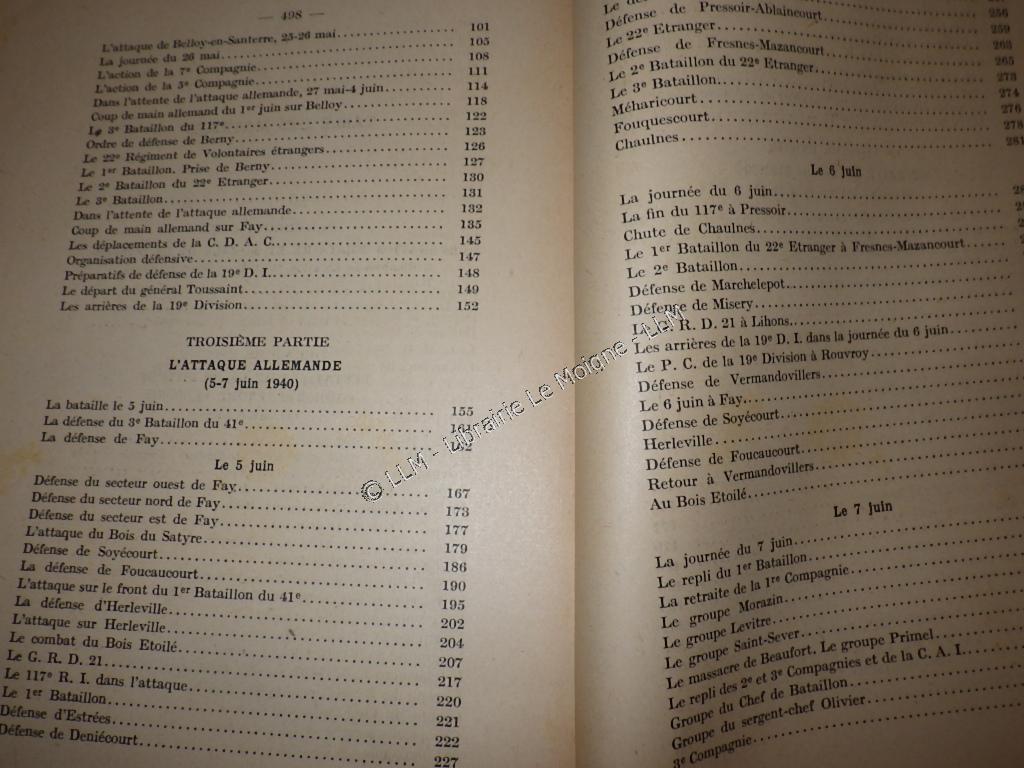 — 498 —
L'attaque de Belloy-en-Santerre, 25-26 mai 101
La journée du 26 mai 105
L'action de la 7e Compagnie 108
L'action de la 3e Compagnie 111
Dans l'attente de l'attaque allemande, 27 mai-4 juin 114
Coup de main allemand du 1er juin sur Belloy 118
Le 3e Bataillon du 117e 122
Ordre de défense de Berny 123
Le 22e Régiment de Volontaires étrangers 126
Le 1er Bataillon. Prise de Berny 127
Le 2e Bataillon du 22e Etranger 130
Le 3e Bataillon 131
Dans l'attente de l'attaque allemande 132
Coup de main allemand sur Fay 135
Les déplacements de la C. D. A. C. 145
Organisation défensive 147
Préparatifs de défense de la 19e D. I. 148
Le départ du général Toussaint 149
Les arrières de la 19e Division 152
TROISIÈME PARTIE
L'ATTAQUE ALLEMANDE
(5-7 juin 1940)
La bataille le 5 juin 155
La défense du 3e Bataillon du 41e 161
La défense de Fay 162
Le 5 juin
Défense du secteur ouest de Fay 167
Défense du secteur nord de Fay 173
Défense du secteur est de Fay 177
L'attaque du Bois du Satyre 179
Défense de Soyécourt 186
La défense de Foucaucourt 190
L'attaque sur le front du 1er Bataillon du 41e 195
La défense d'Herleville 202
L'attaque sur Herleville 204
Le combat du Bois Etoilé 207
Le G. R. D. 21 217
Le 117e R. I. dans l'attaque 220
Le 1er Bataillon 221
Défense d'Estrées 222
Défense de Deniécourt 227
Défense de Pressoir-Ablaincourt 256
Le 22e Etranger 259
Défense de Fresnes-Mazancourt 263
Le 2e Bataillon du 22e Etranger 265
Le 3e Bataillon 273
Méharicourt 274
Fouquescourt 276
Chaulnes 278
281
Le 6 juin
La journée du 6 juin
La fin du 117e à Pressoir
Chute de Chaulnes
Le 1er Bataillon du 22e Etranger à Fresnes-Mazancourt
Le 2e Bataillon
Défense de Marchelepot
Défense de Misery
Le G. R. D. 21 à Lihons
Les arrières de la 19e D. I. dans la journée du 6 juin
Le P. C. de la 19e Division à Rouvroy
Défense de Vermandovillers
Le 6 juin à Fay
Défense de Soyécourt
Herleville
Défense de Foucaucourt
Retour à Vermandovillers
Au Bois Etoilé
Le 7 juin
La journée du 7 juin
Le repli du 1er Bataillon
La retraite de la 1re Compagnie
Le groupe Morazin
Le groupe Levitre
Le groupe Saint-Sever
Le massacre de Beaufort. Le groupe Primel
Le repli des 2e et 3e Compagnies et de la C. A. I.
Groupe du Chef de Bataillon
Groupe du sergent-chef Olivier
3e Compagnie
© LLM - Librairie Le Moigne - LLM